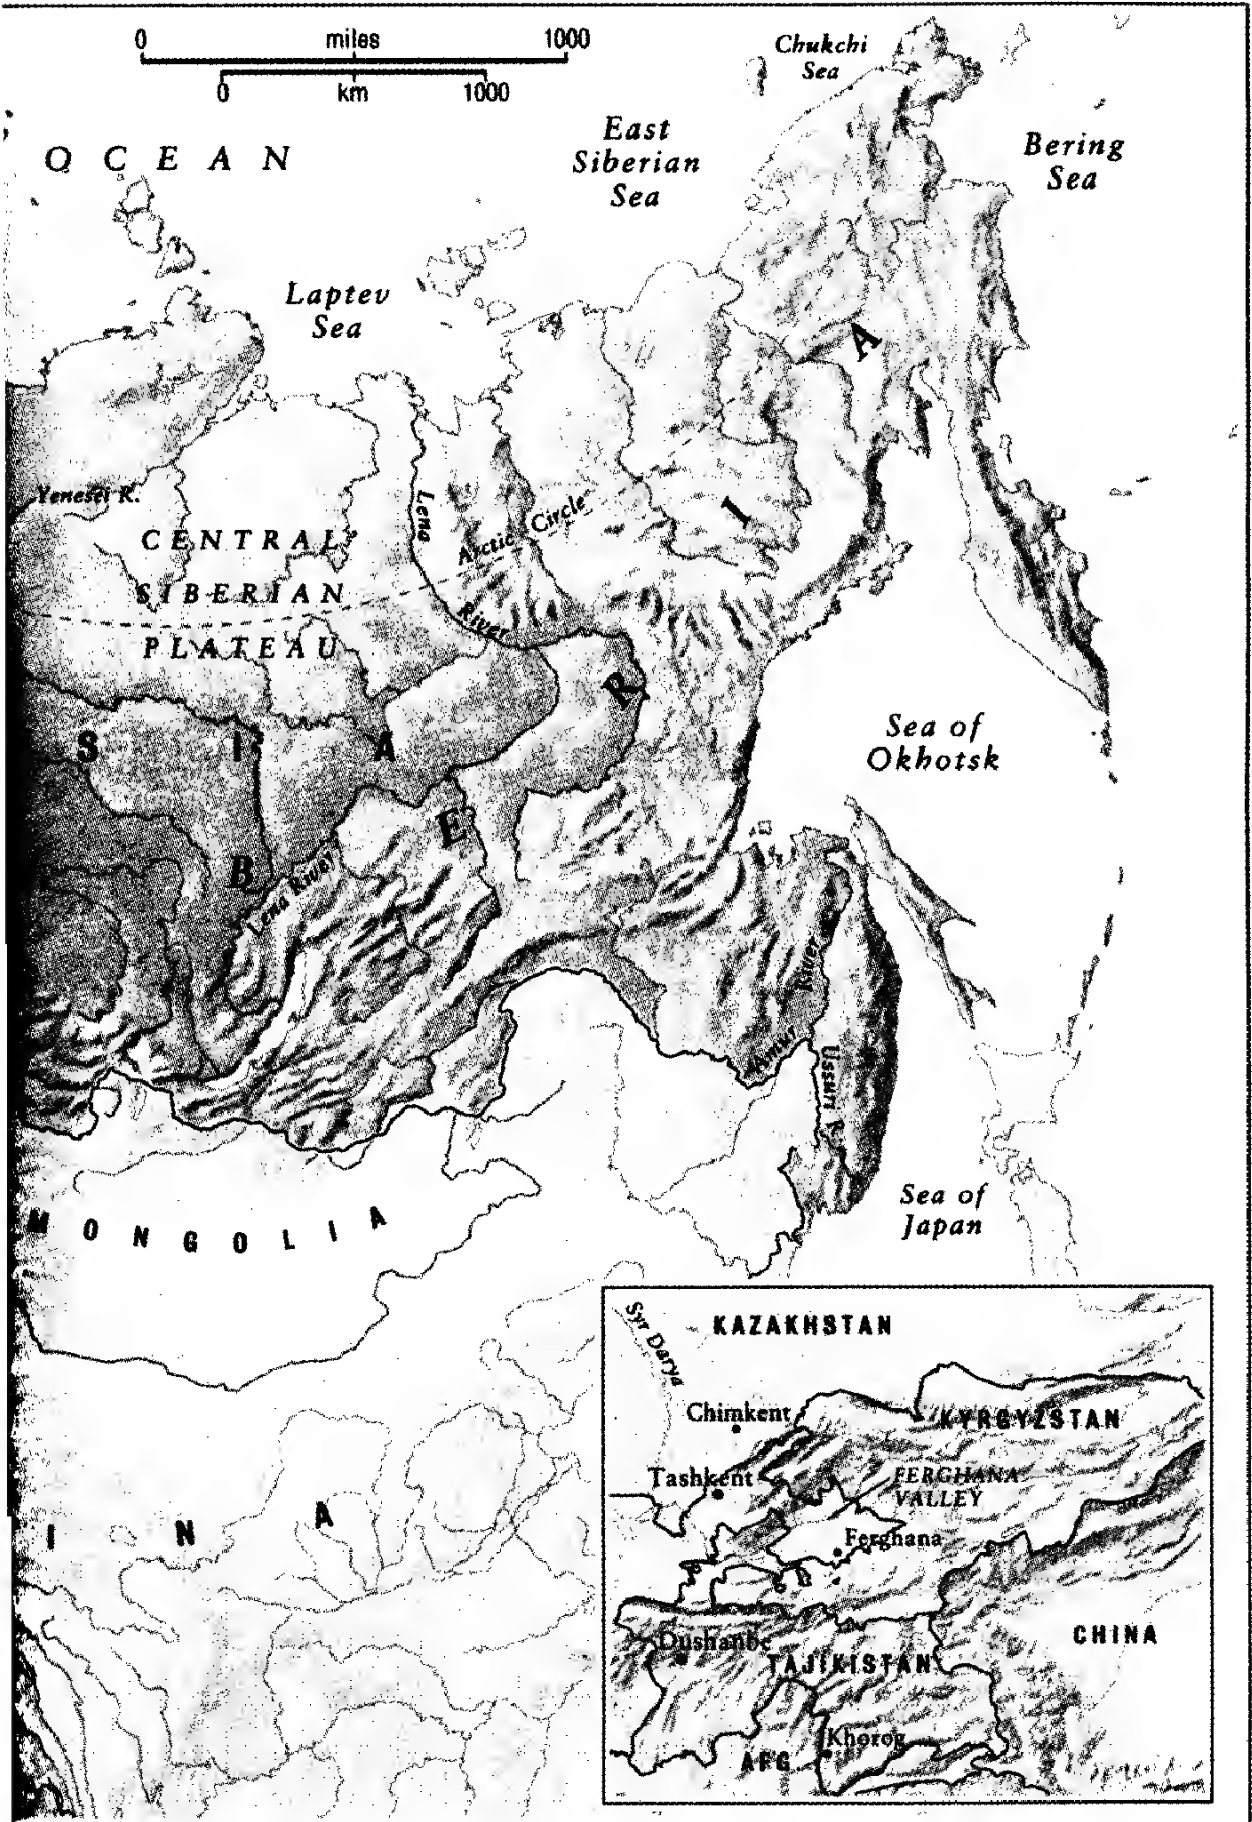 0 miles 1000
0 km 1000
Chukchi
Sea
East
Siberian
Sea
Bering
Sea
OCEAN
Laptev
Sea
Yenesei R.
Lena
River
Arctic Circle
CENTRAL
SIBERIAN
PLATEAU
SIBERIA
S I A
Lena River
Sea of
Okhotsk
Amur
River
Ussuri R.
Sea of
Japan
MONGOLIA
INA
Syr Darya
KAZAKHSTAN
Chimkent
KYRGYZSTAN
Tashkent
FERGHANA
VALLEY
Ferghana
Dushanbe
TAJIKISTAN
CHINA
Khorog
AFG